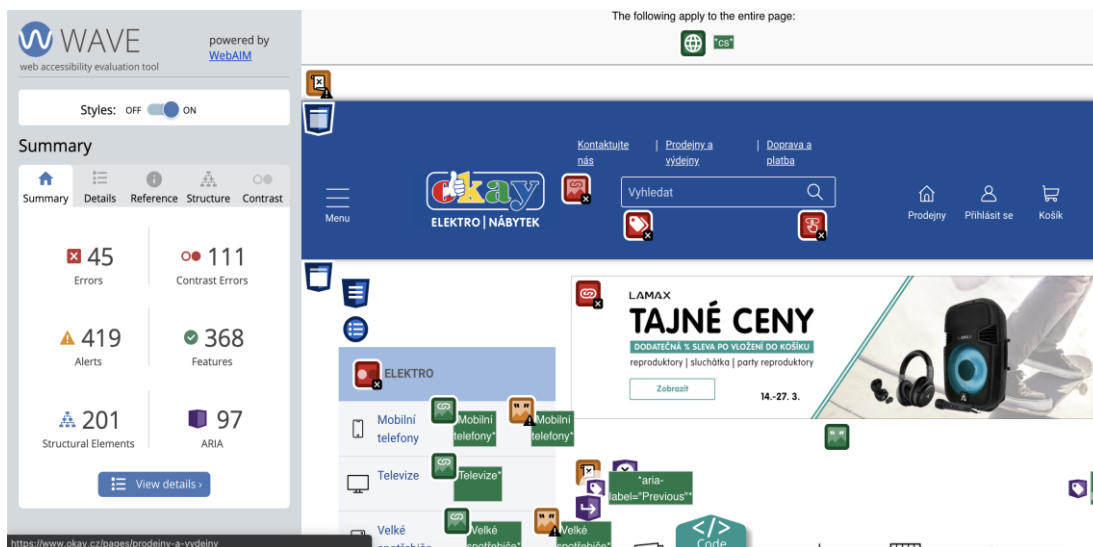 WAVE
powered by
WebAIM
web accessibility evaluation tool
Styles: OFF ON
Summary
Summary Details Reference Structure Contrast
45
Errors
111
Contrast Errors
419
Alerts
368
Features
201
Structural Elements
97
ARIA
View details ›
https://www.okay.cz/pages/prodejny-a-vydejny
The following apply to the entire page:
*cs*
Kontaktujte
nás
| Prodejny a
výdejny
| Doprava a
platba
Menu
okay
ELEKTRO | NÁBYTEK
Vyhledat
Prodejny
Přihlásit se
Košík
LAMAX
TAJNÉ CENY
DODATEČNÁ % SLEVA PO VLOŽENÍ DO KOŠÍKU
reproduktory | sluchátka | party reproduktory
Zobrazit
14.-27. 3.
ELEKTRO
Mobilní
telefony
Mobilní
telefony*
Mobilní
telefony*
Televize
Televize*
Velké
spotřebiče
Velké
spotřebiče*
Velké
spotřebiče*
*aria-
label="Previous"*
</>
Code